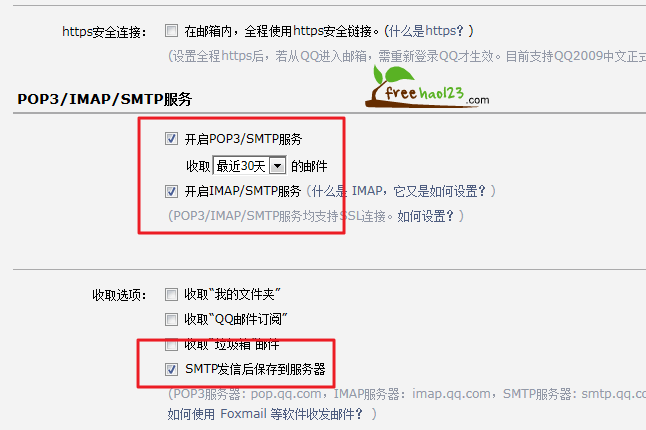 https安全连接： 在邮箱内，全程使用https安全链接。(什么是https？)
(设置全程https后，若从QQ进入邮箱，需重新登录QQ才生效。目前支持QQ2009中文正式
freehao123.com
POP3/IMAP/SMTP服务
开启POP3/SMTP服务
收取 最近30天 的邮件
开启IMAP/SMTP服务 (什么是 IMAP，它又是如何设置？)
(POP3/IMAP/SMTP服务均支持SSL连接。如何设置？)
收取选项： 收取“我的文件夹”
收取“QQ邮件订阅”
收取“垃圾箱”邮件
SMTP发信后保存到服务器
(POP3服务器：pop.qq.com，IMAP服务器：imap.qq.com，SMTP服务器：smtp.qq.co
如何使用 Foxmail 等软件收发邮件？)